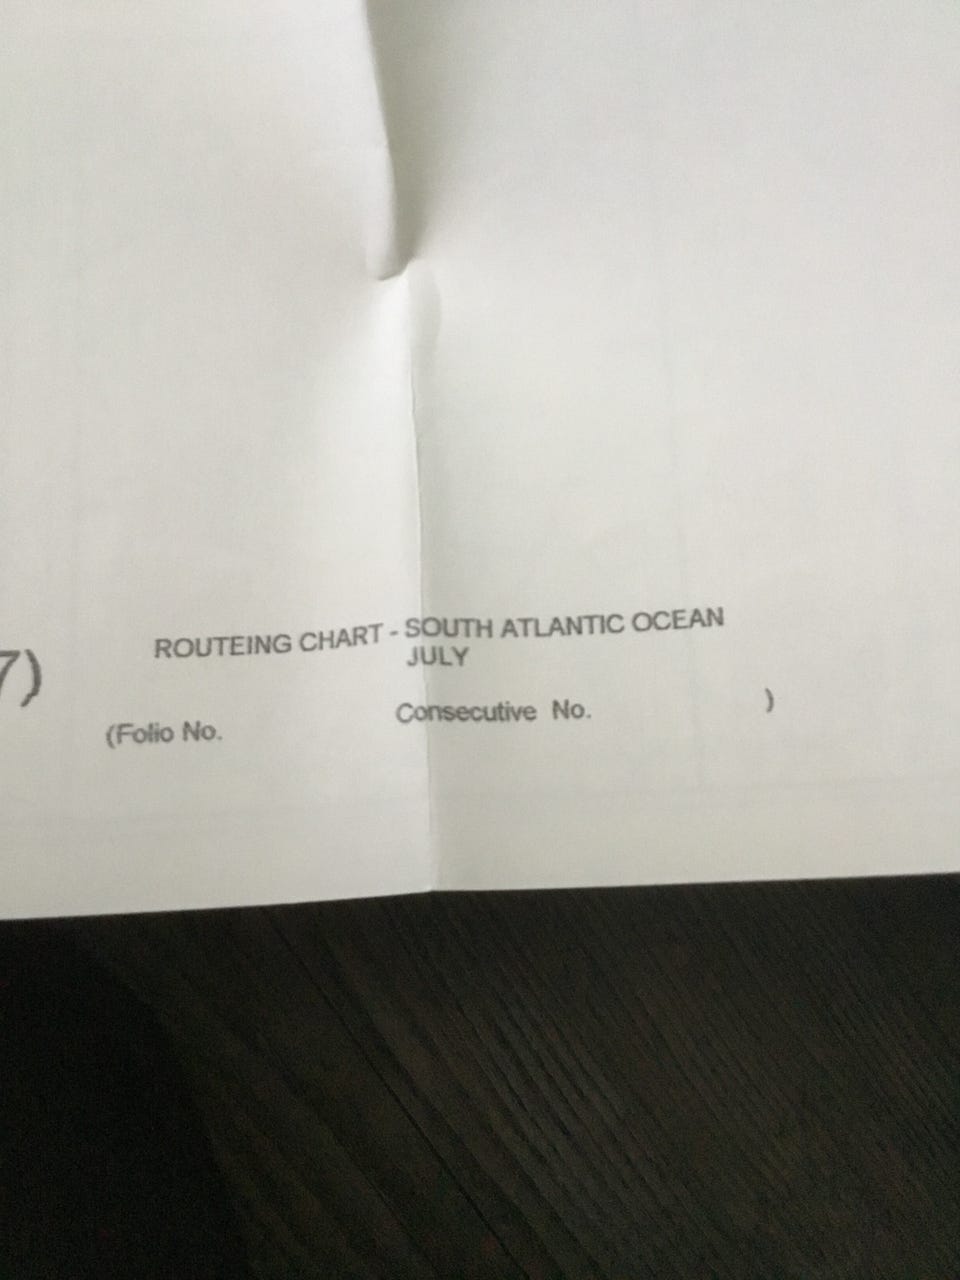 7)
ROUTEING CHART - SOUTH ATLANTIC OCEAN
JULY
(Folio No. Consecutive No. )